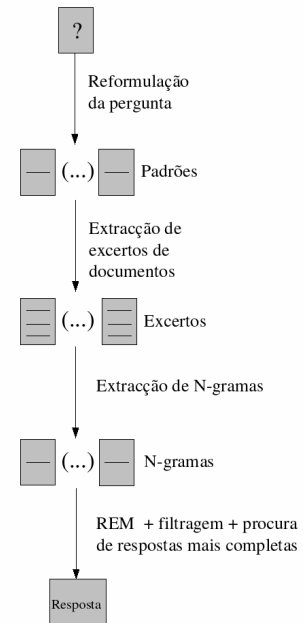 ?
Reformulação
da pergunta
(...) Padrões
Extracção de
excertos de
documentos
(...) Excertos
Extracção de N-gramas
(...) N-gramas
REM + filtragem + procura
de respostas mais completas
Resposta